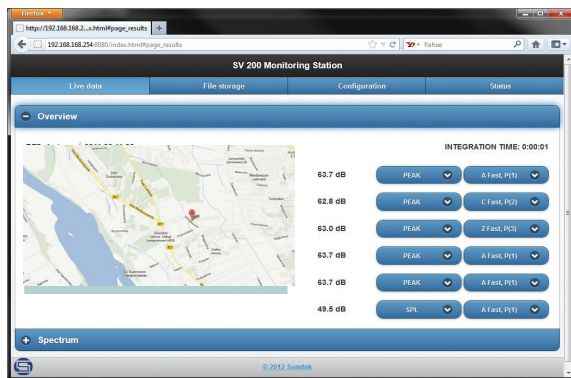 Firefox
http://192.168.168.2...x.html#page_results
192.168.168.254:8080/index.html#page_results
Yahoo
SV 200 Monitoring Station
Live data
File storage
Configuration
Status
Overview
INTEGRATION TIME: 0:00:01
63.7 dB PEAK A Fast, P(1)
62.8 dB PEAK C Fast, P(2)
63.0 dB PEAK Z Fast, P(3)
63.7 dB PEAK A Fast, P(1)
63.7 dB PEAK A Fast, P(1)
49.5 dB SPL A Fast, P(1)
Spectrum
© 2012 Svantek